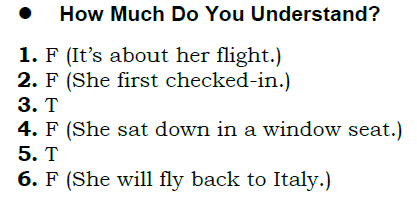 ● How Much Do You Understand?
1. F (It's about her flight.)
2. F (She first checked-in.)
3. T
4. F (She sat down in a window seat.)
5. T
6. F (She will fly back to Italy.)